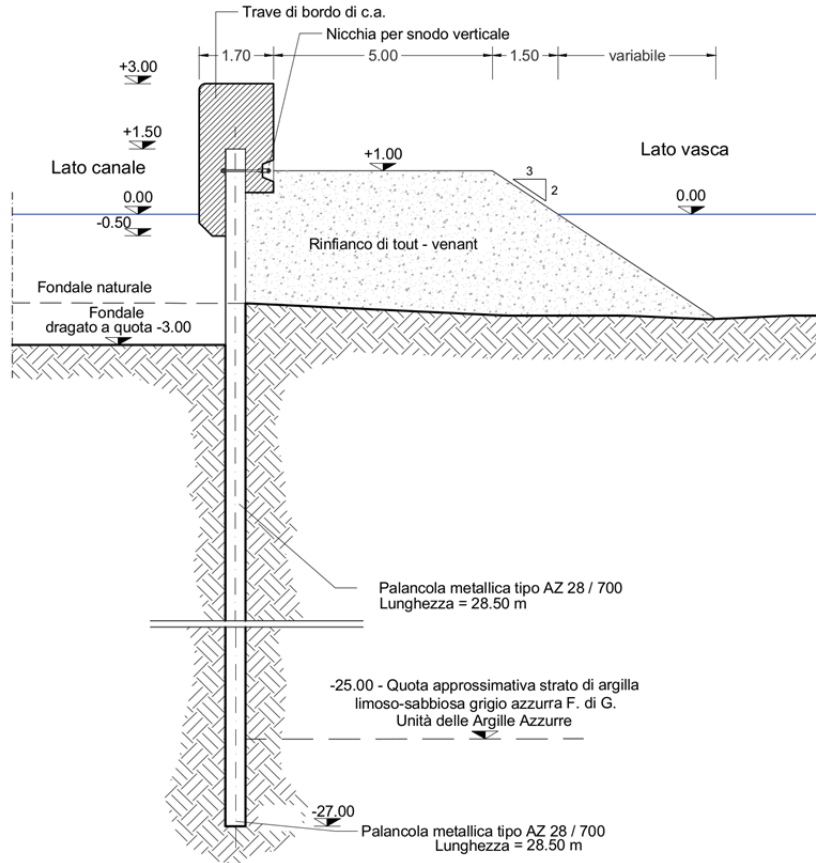 Trave di bordo di c.a.
Nicchia per snodo verticale
1.70
5.00
1.50
variabile
+3.00
+1.50
Lato canale
Lato vasca
+1.00
3
2
0.00
0.00
-0.50
Rinfianco di tout - venant
Fondale naturale
Fondale
dragato a quota -3.00
Palancola metallica tipo AZ 28 / 700
Lunghezza = 28.50 m
-25.00 - Quota approssimativa strato di argilla
limoso-sabbiosa grigio azzurra F. di G.
Unità delle Argille Azzurre
-27.00
Palancola metallica tipo AZ 28 / 700
Lunghezza = 28.50 m